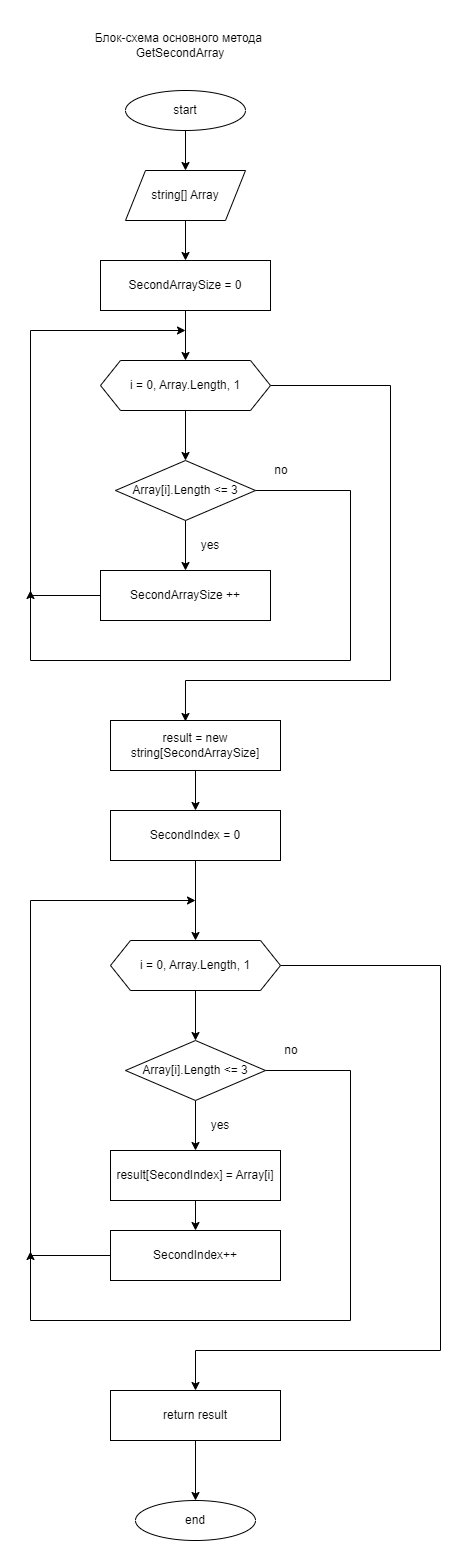 Блок-схема основного метода
GetSecondArray
start
string[] Array
SecondArraySize = 0
i = 0, Array.Length, 1
Array[i].Length <= 3
no
yes
SecondArraySize ++
result = new
string[SecondArraySize]
SecondIndex = 0
i = 0, Array.Length, 1
Array[i].Length <= 3
no
yes
result[SecondIndex] = Array[i]
SecondIndex++
return result
end